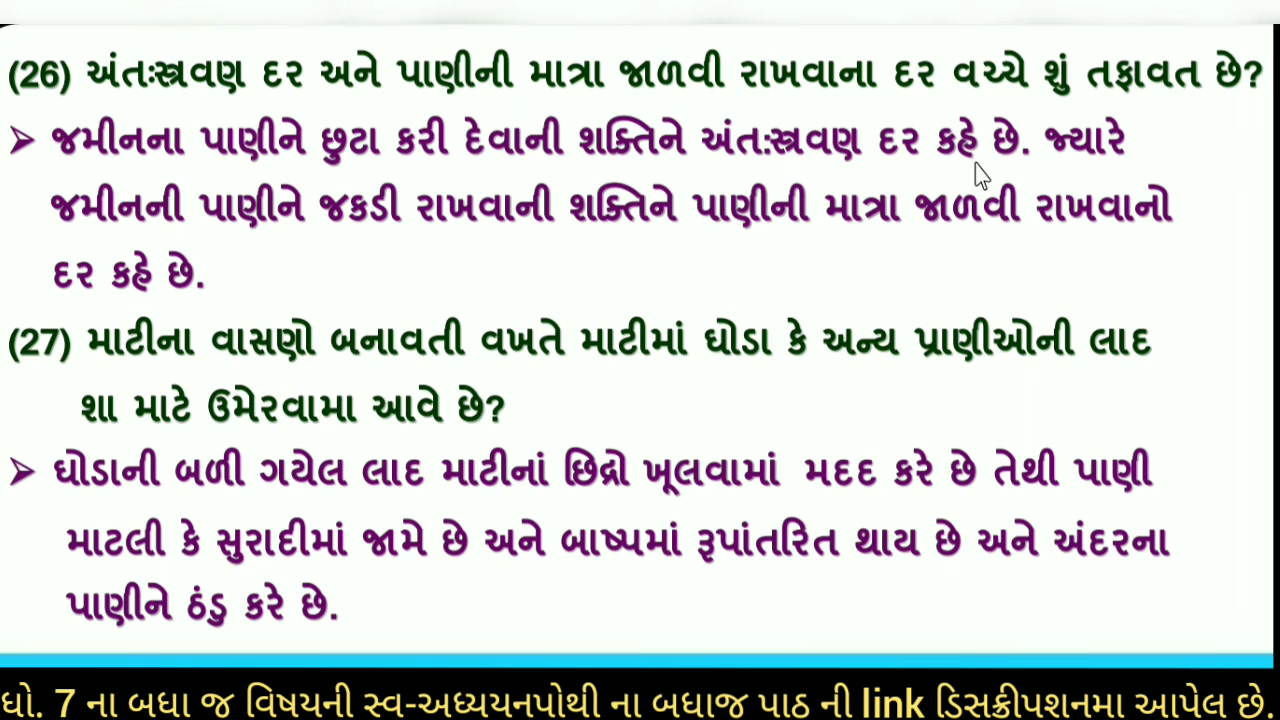 (26) અંતઃસ્ત્રવણ દર અને પાણીની માત્રા જાળવી રાખવાના દર વચ્ચે શું તફાવત છે?
➢ જમીનના પાણીને છુટા કરી દેવાની શક્તિને અંતઃસ્ત્રવણ દર કહે છે. જ્યારે
જમીનની પાણીને જકડી રાખવાની શક્તિને પાણીની માત્રા જાળવી રાખવાનો
દર કહે છે.
(27) માટીના વાસણો બનાવતી વખતે માટીમાં ઘોડા કે અન્ય પ્રાણીઓની લાદ
શા માટે ઉમેરવામા આવે છે?
➢ ઘોડાની બળી ગયેલ લાદ માટીનાં છિદ્રો ખૂલવામાં મદદ કરે છે તેથી પાણી
માટલી કે સુરાદીમાં જામે છે અને બાષ્પમાં રૂપાંતરિત થાય છે અને અંદરના
પાણીને ઠંડુ કરે છે.
ધો. 7 ના બધા જ વિષયની સ્વ-અધ્યયનપોથી ના બધાજ પાઠ ની link ડિસક્રીપશનમા આપેલ છે.